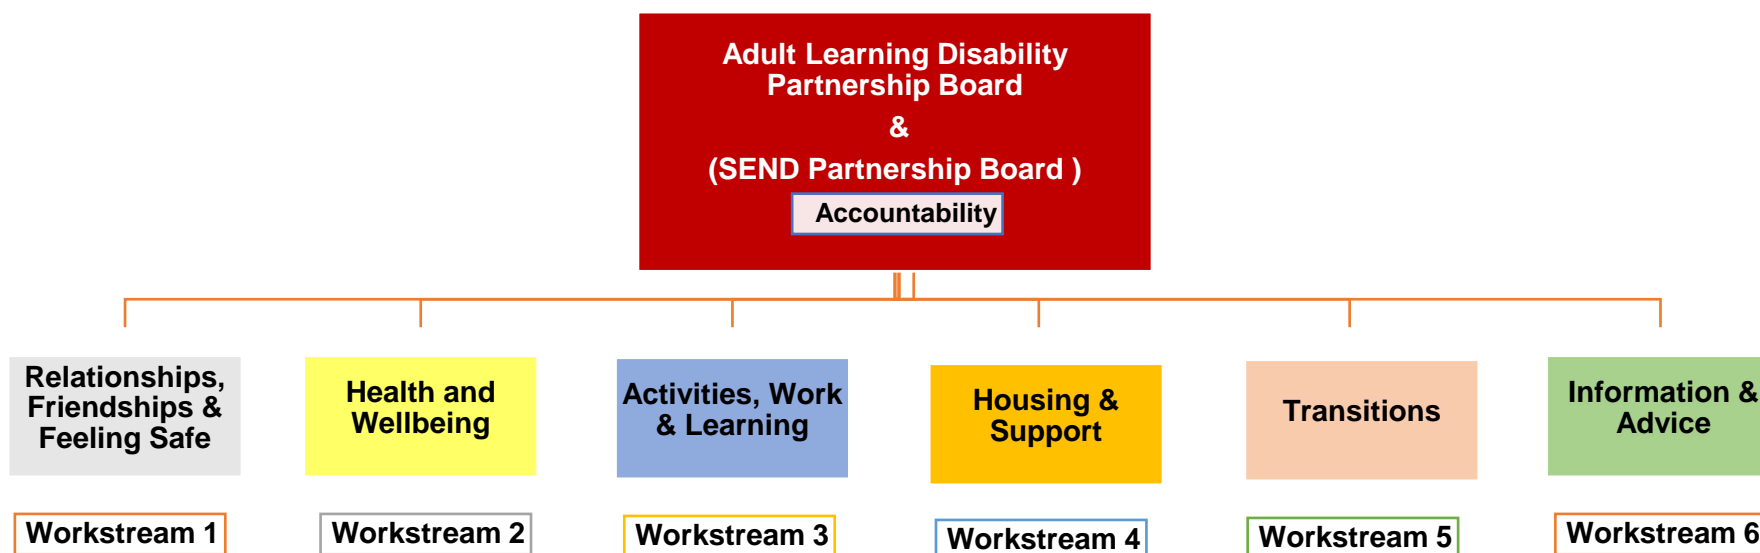 Adult Learning Disability
Partnership Board
&
(SEND Partnership Board )
Accountability
Relationships,
Friendships &
Feeling Safe
Health and
Wellbeing
Activities, Work
& Learning
Housing &
Support
Transitions
Information &
Advice
Workstream 1
Workstream 2
Workstream 3
Workstream 4
Workstream 5
Workstream 6